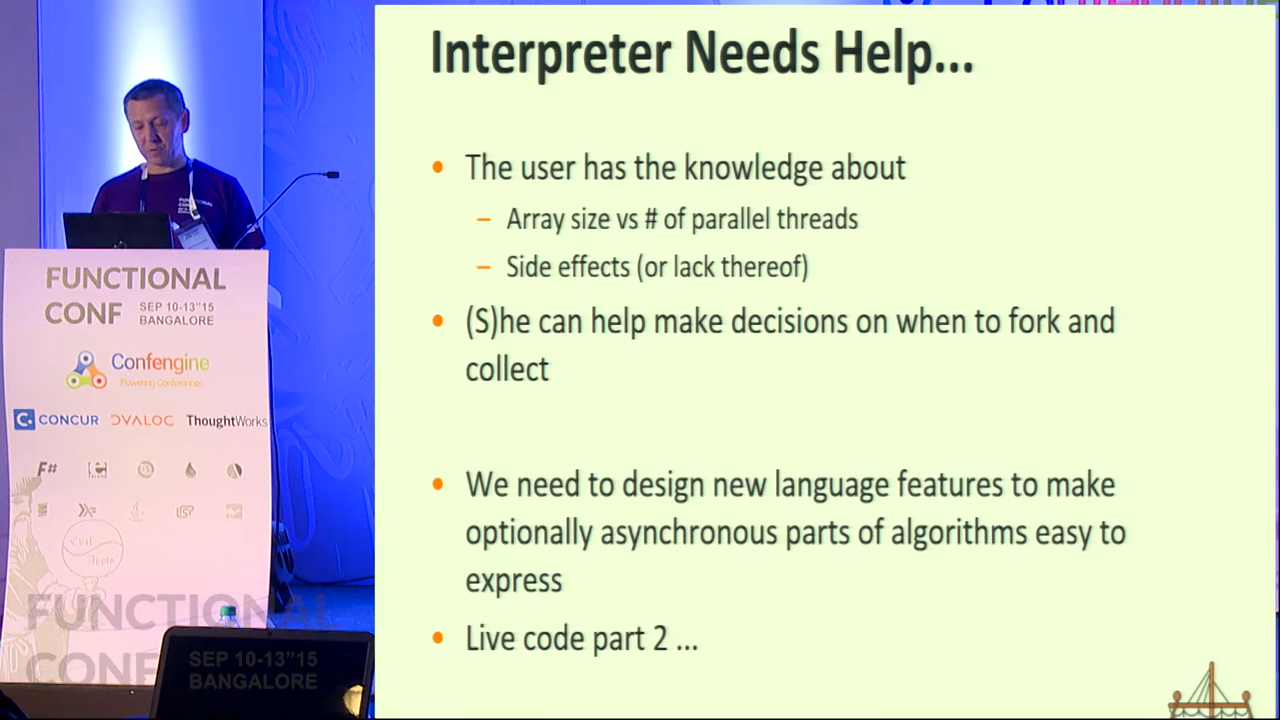 Interpreter Needs Help...
• The user has the knowledge about
– Array size vs # of parallel threads
– Side effects (or lack thereof)
• (S)he can help make decisions on when to fork and
collect
• We need to design new language features to make
optionally asynchronous parts of algorithms easy to
express
• Live code part 2 ...
FUNCTIONAL
CONF
SEP 10-13"15
BANGALORE
Confengine
Powering Conferences
C. CONCUR DVALOC ThoughtWorks
F#
FUNCTIONAL
CONF
SEP 10-13"15
BANGALORE